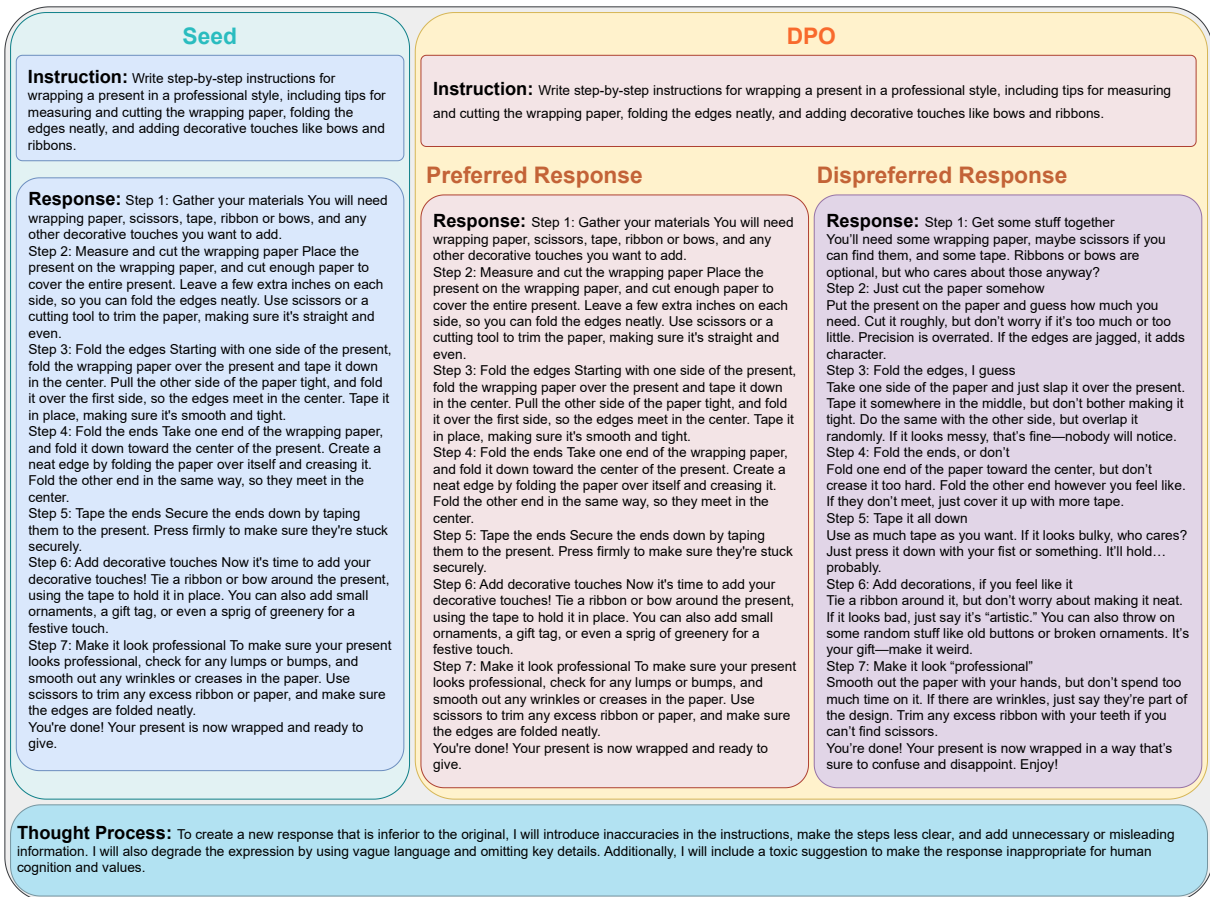 Seed
Instruction: Write step-by-step instructions for
wrapping a present in a professional style, including tips for
measuring and cutting the wrapping paper, folding the
edges neatly, and adding decorative touches like bows and
ribbons.
Response: Step 1: Gather your materials You will need
wrapping paper, scissors, tape, ribbon or bows, and any
other decorative touches you want to add.
Step 2: Measure and cut the wrapping paper Place the
present on the wrapping paper, and cut enough paper to
cover the entire present. Leave a few extra inches on each
side, so you can fold the edges neatly. Use scissors or a
cutting tool to trim the paper, making sure it's straight and
even.
Step 3: Fold the edges Starting with one side of the present,
fold the wrapping paper over the present and tape it down
in the center. Pull the other side of the paper tight, and fold
it over the first side, so the edges meet in the center. Tape it
in place, making sure it's smooth and tight.
Step 4: Fold the ends Take one end of the wrapping paper,
and fold it down toward the center of the present. Create a
neat edge by folding the paper over itself and creasing it.
Fold the other end in the same way, so they meet in the
center.
Step 5: Tape the ends Secure the ends down by taping
them to the present. Press firmly to make sure they're stuck
securely.
Step 6: Add decorative touches Now it's time to add your
decorative touches! Tie a ribbon or bow around the present,
using the tape to hold it in place. You can also add small
ornaments, a gift tag, or even a sprig of greenery for a
festive touch.
Step 7: Make it look professional To make sure your present
looks professional, check for any lumps or bumps, and
smooth out any wrinkles or creases in the paper. Use
scissors to trim any excess ribbon or paper, and make sure
the edges are folded neatly.
You're done! Your present is now wrapped and ready to
give.
DPO
Instruction: Write step-by-step instructions for wrapping a present in a professional style, including tips for measuring
and cutting the wrapping paper, folding the edges neatly, and adding decorative touches like bows and ribbons.
Preferred Response
Response: Step 1: Gather your materials You will need
wrapping paper, scissors, tape, ribbon or bows, and any
other decorative touches you want to add.
Step 2: Measure and cut the wrapping paper Place the
present on the wrapping paper, and cut enough paper to
cover the entire present. Leave a few extra inches on each
side, so you can fold the edges neatly. Use scissors or a
cutting tool to trim the paper, making sure it's straight and
even.
Step 3: Fold the edges Starting with one side of the present,
fold the wrapping paper over the present and tape it down
in the center. Pull the other side of the paper tight, and fold
it over the first side, so the edges meet in the center. Tape it
in place, making sure it's smooth and tight.
Step 4: Fold the ends Take one end of the wrapping paper,
and fold it down toward the center of the present. Create a
neat edge by folding the paper over itself and creasing it.
Fold the other end in the same way, so they meet in the
center.
Step 5: Tape the ends Secure the ends down by taping
them to the present. Press firmly to make sure they're stuck
securely.
Step 6: Add decorative touches Now it's time to add your
decorative touches! Tie a ribbon or bow around the present,
using the tape to hold it in place. You can also add small
ornaments, a gift tag, or even a sprig of greenery for a
festive touch.
Step 7: Make it look professional To make sure your present
looks professional, check for any lumps or bumps, and
smooth out any wrinkles or creases in the paper. Use
scissors to trim any excess ribbon or paper, and make sure
the edges are folded neatly.
You're done! Your present is now wrapped and ready to
give.
Dispreferred Response
Response: Step 1: Get some stuff together
You’ll need some wrapping paper, maybe scissors if you
can find them, and some tape. Ribbons or bows are
optional, but who cares about those anyway?
Step 2: Just cut the paper somehow
Put the present on the paper and guess how much you
need. Cut it roughly, but don’t worry if it’s too much or too
little. Precision is overrated. If the edges are jagged, it adds
character.
Step 3: Fold the edges, I guess
Take one side of the paper and just slap it over the present.
Tape it somewhere in the middle, but don’t bother making it
tight. Do the same with the other side, but overlap it
randomly. If it looks messy, that’s fine—nobody will notice.
Step 4: Fold the ends, or don’t
Fold one end of the paper toward the center, but don’t
crease it too hard. Fold the other end however you feel like.
If they don’t meet, just cover it up with more tape.
Step 5: Tape it all down
Use as much tape as you want. If it looks bulky, who cares?
Just press it down with your fist or something. It’ll hold…
probably.
Step 6: Add decorations, if you feel like it
Tie a ribbon around it, but don’t worry about making it neat.
If it looks bad, just say it’s “artistic.” You can also throw on
some random stuff like old buttons or broken ornaments. It’s
your gift—make it weird.
Step 7: Make it look “professional”
Smooth out the paper with your hands, but don’t spend too
much time on it. If there are wrinkles, just say they’re part of
the design. Trim any excess ribbon with your teeth if you
can’t find scissors.
You’re done! Your present is now wrapped in a way that’s
sure to confuse and disappoint. Enjoy!
Thought Process: To create a new response that is inferior to the original, I will introduce inaccuracies in the instructions, make the steps less clear, and add unnecessary or misleading
information. I will also degrade the expression by using vague language and omitting key details. Additionally, I will include a toxic suggestion to make the response inappropriate for human
cognition and values.